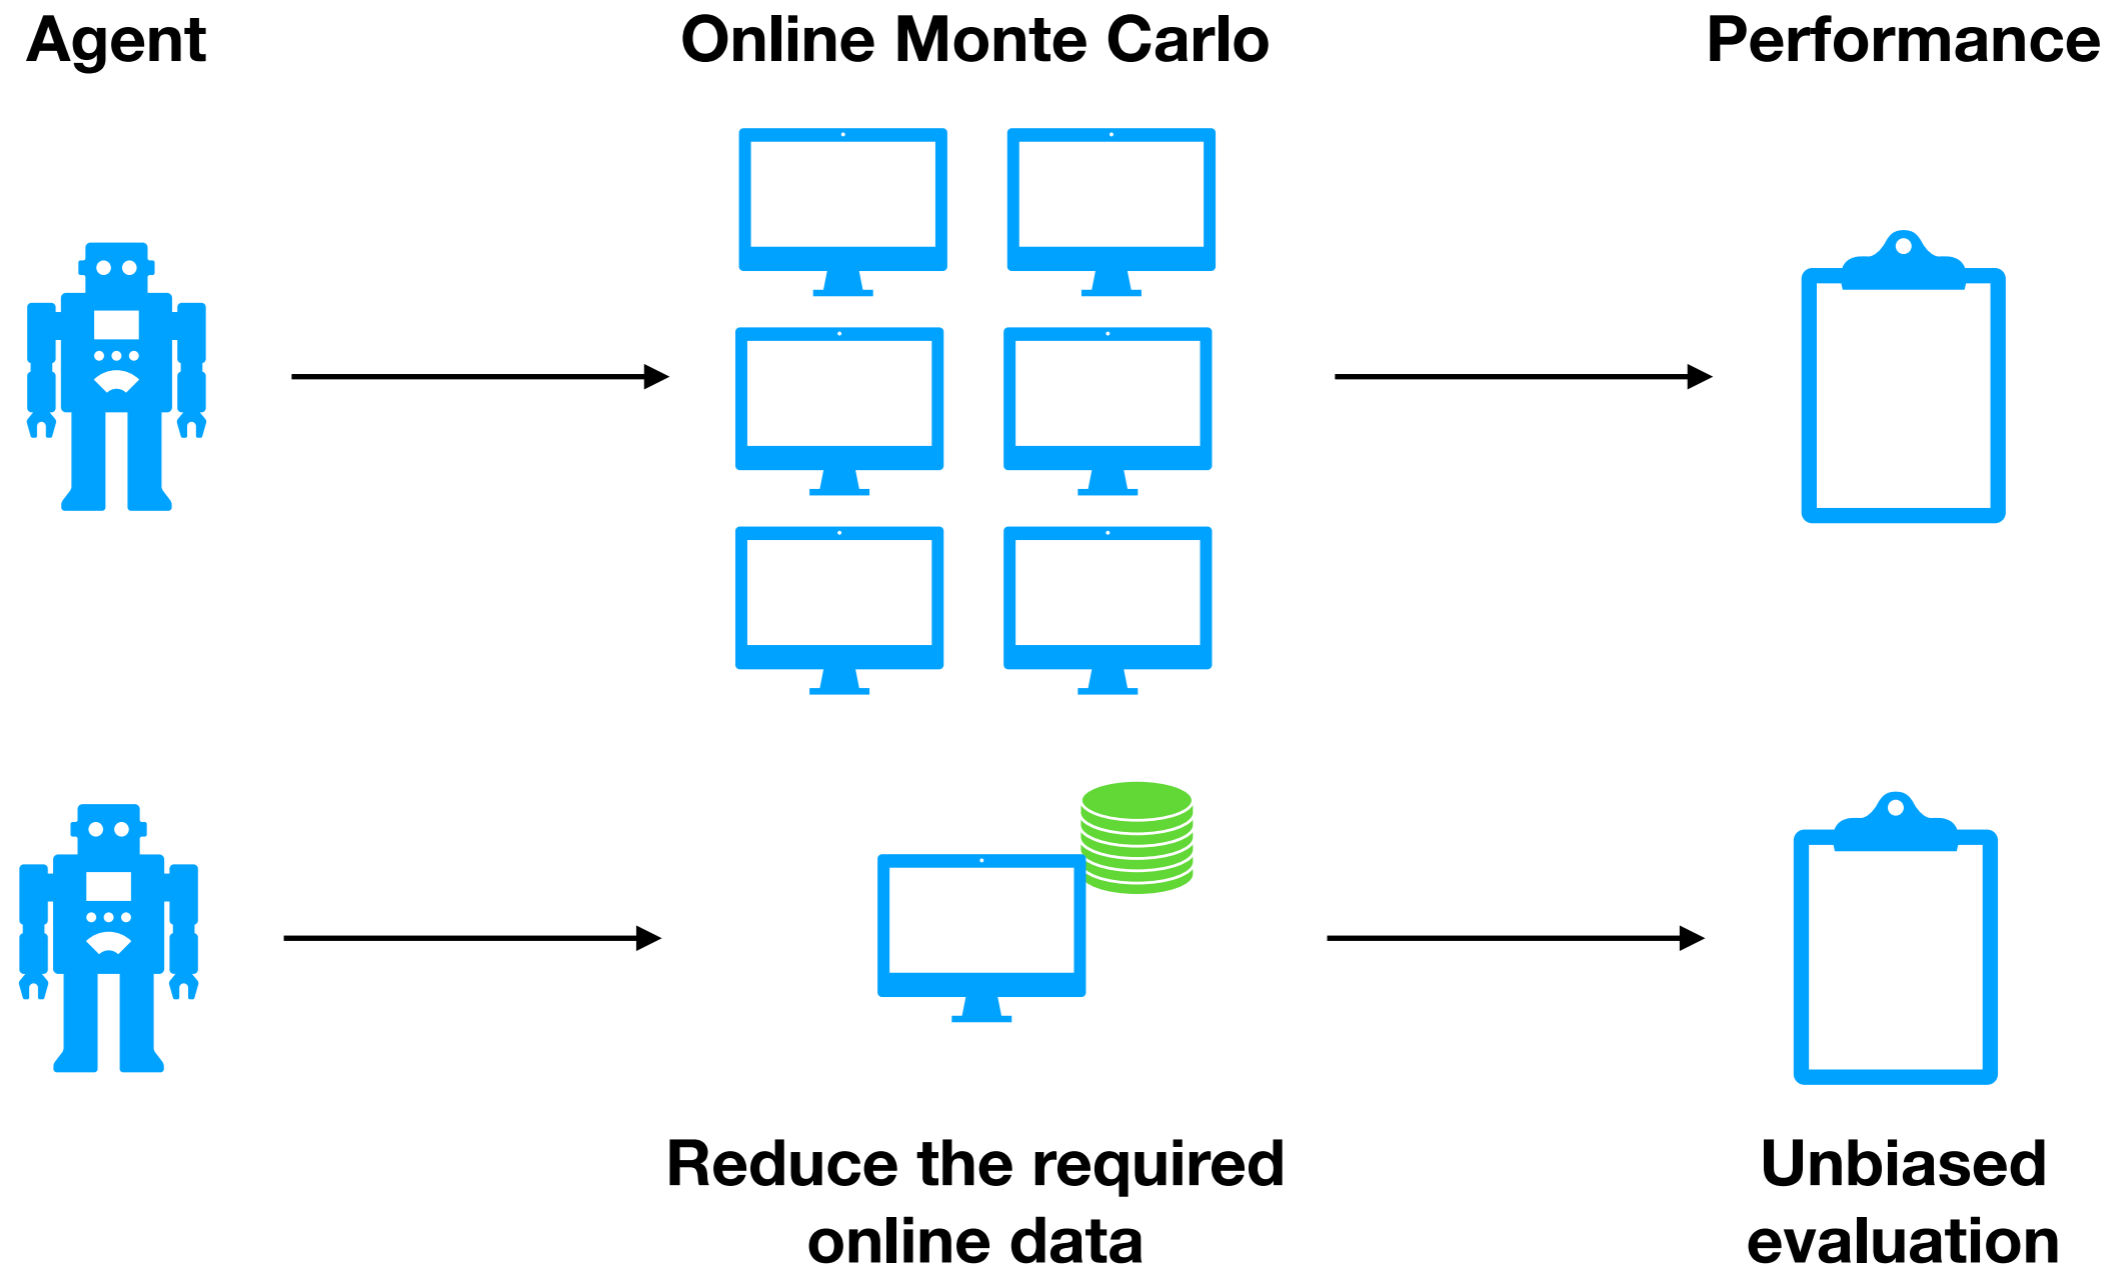 Agent
Online Monte Carlo
Performance
Reduce the required
online data
Unbiased
evaluation